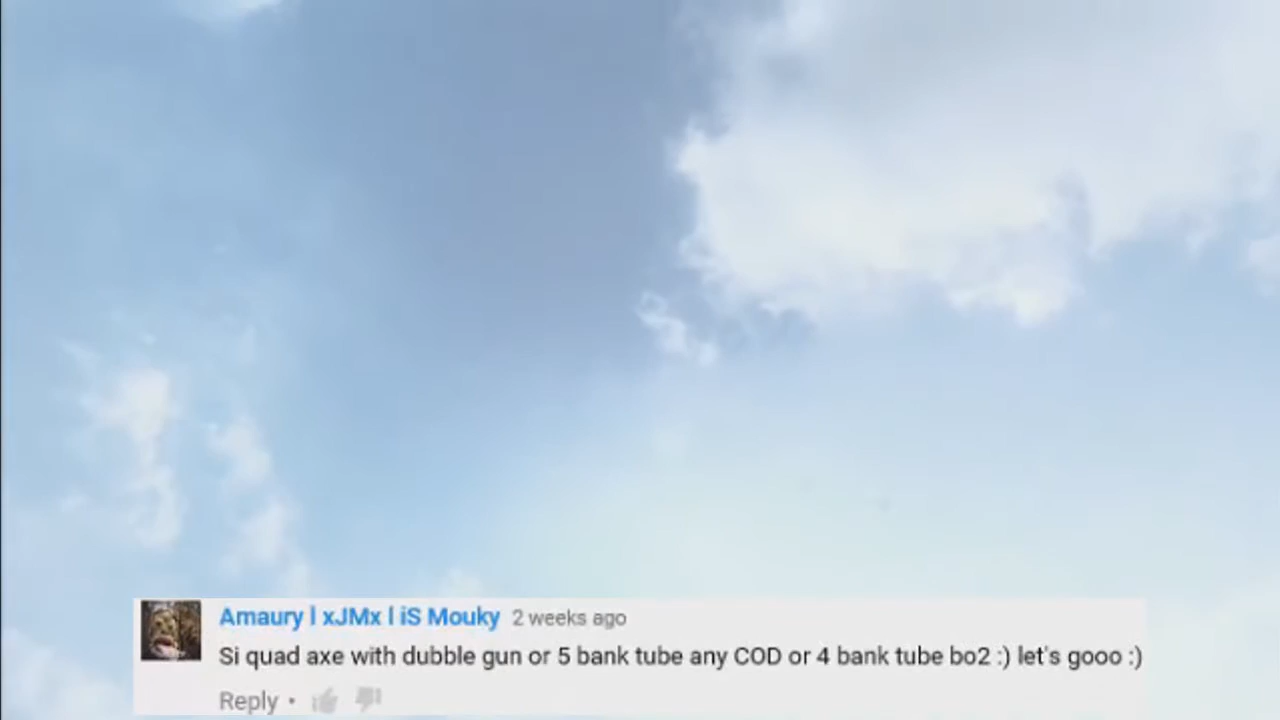 Amaury l xJMx l iS Mouky 2 weeks ago
Si quad axe with dubble gun or 5 bank tube any COD or 4 bank tube bo2 :) let's gooo :)
Reply •